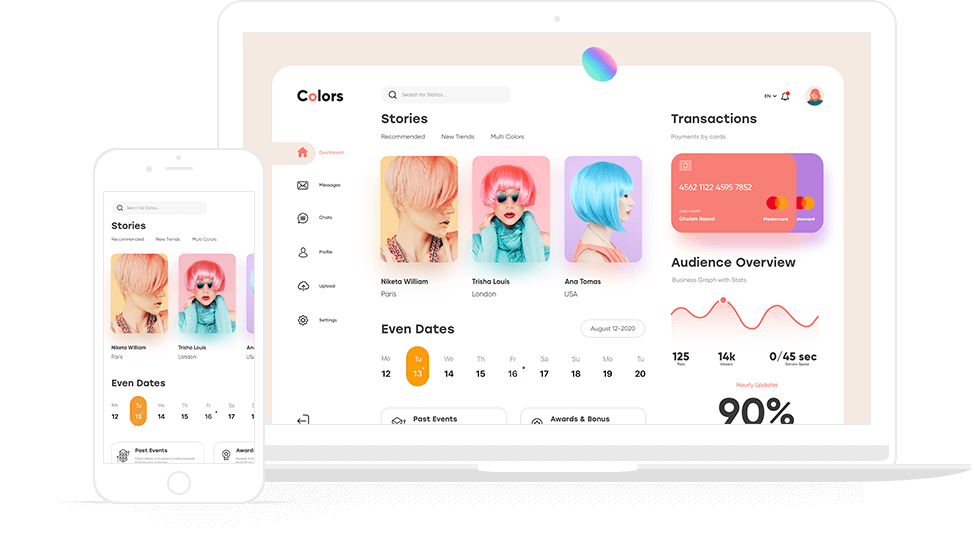 Colors
Search for Statics..
EN
Stories
Recommended New Trends Multi Colors
Dashboard
Messages
Chats
Profile
Upload
Settings
Niketa William
Paris
Trisha Louis
London
Ana Tomas
USA
Even Dates
August 12-2020
Mo Tu We Th Fr Sa Su Mo Tu
12 13 14 15 16 17 18 19 20
Past Events
Awards & Bonus
Transactions
Payments by cards
4562 1122 4595 7852
Ghulam Rasool
Mastercard
tercard
Audience Overview
Business Graph with Stats
125
14k
Viewers
0/45 sec
Servers Speed
Hourly Updates
90%
Search for Statics..
Stories
Recommended New Trends Multi Colors
Niketa William
Paris
Trisha Louis
London
An
USA
Even Dates
Mo Tu We Th Fr Sa Su
12 13 14 15 16 17 18
Past Events
Award